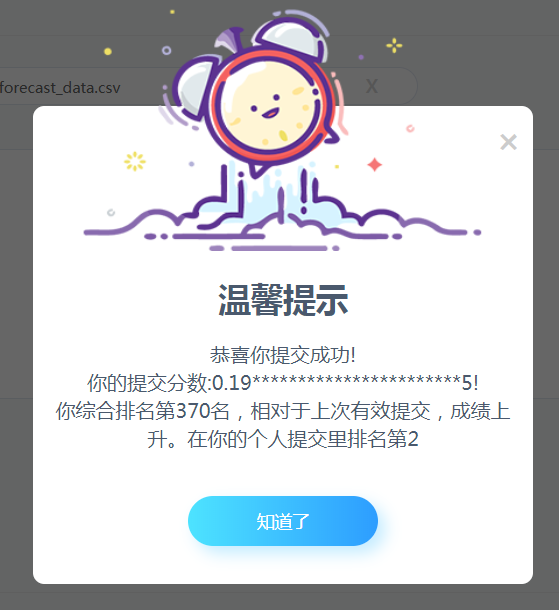 forecast_data.csv
X
×
温馨提示
恭喜你提交成功!
你的提交分数:0.19***********************5!
你综合排名第370名，相对于上次有效提交，成绩上
升。在你的个人提交里排名第2
知道了